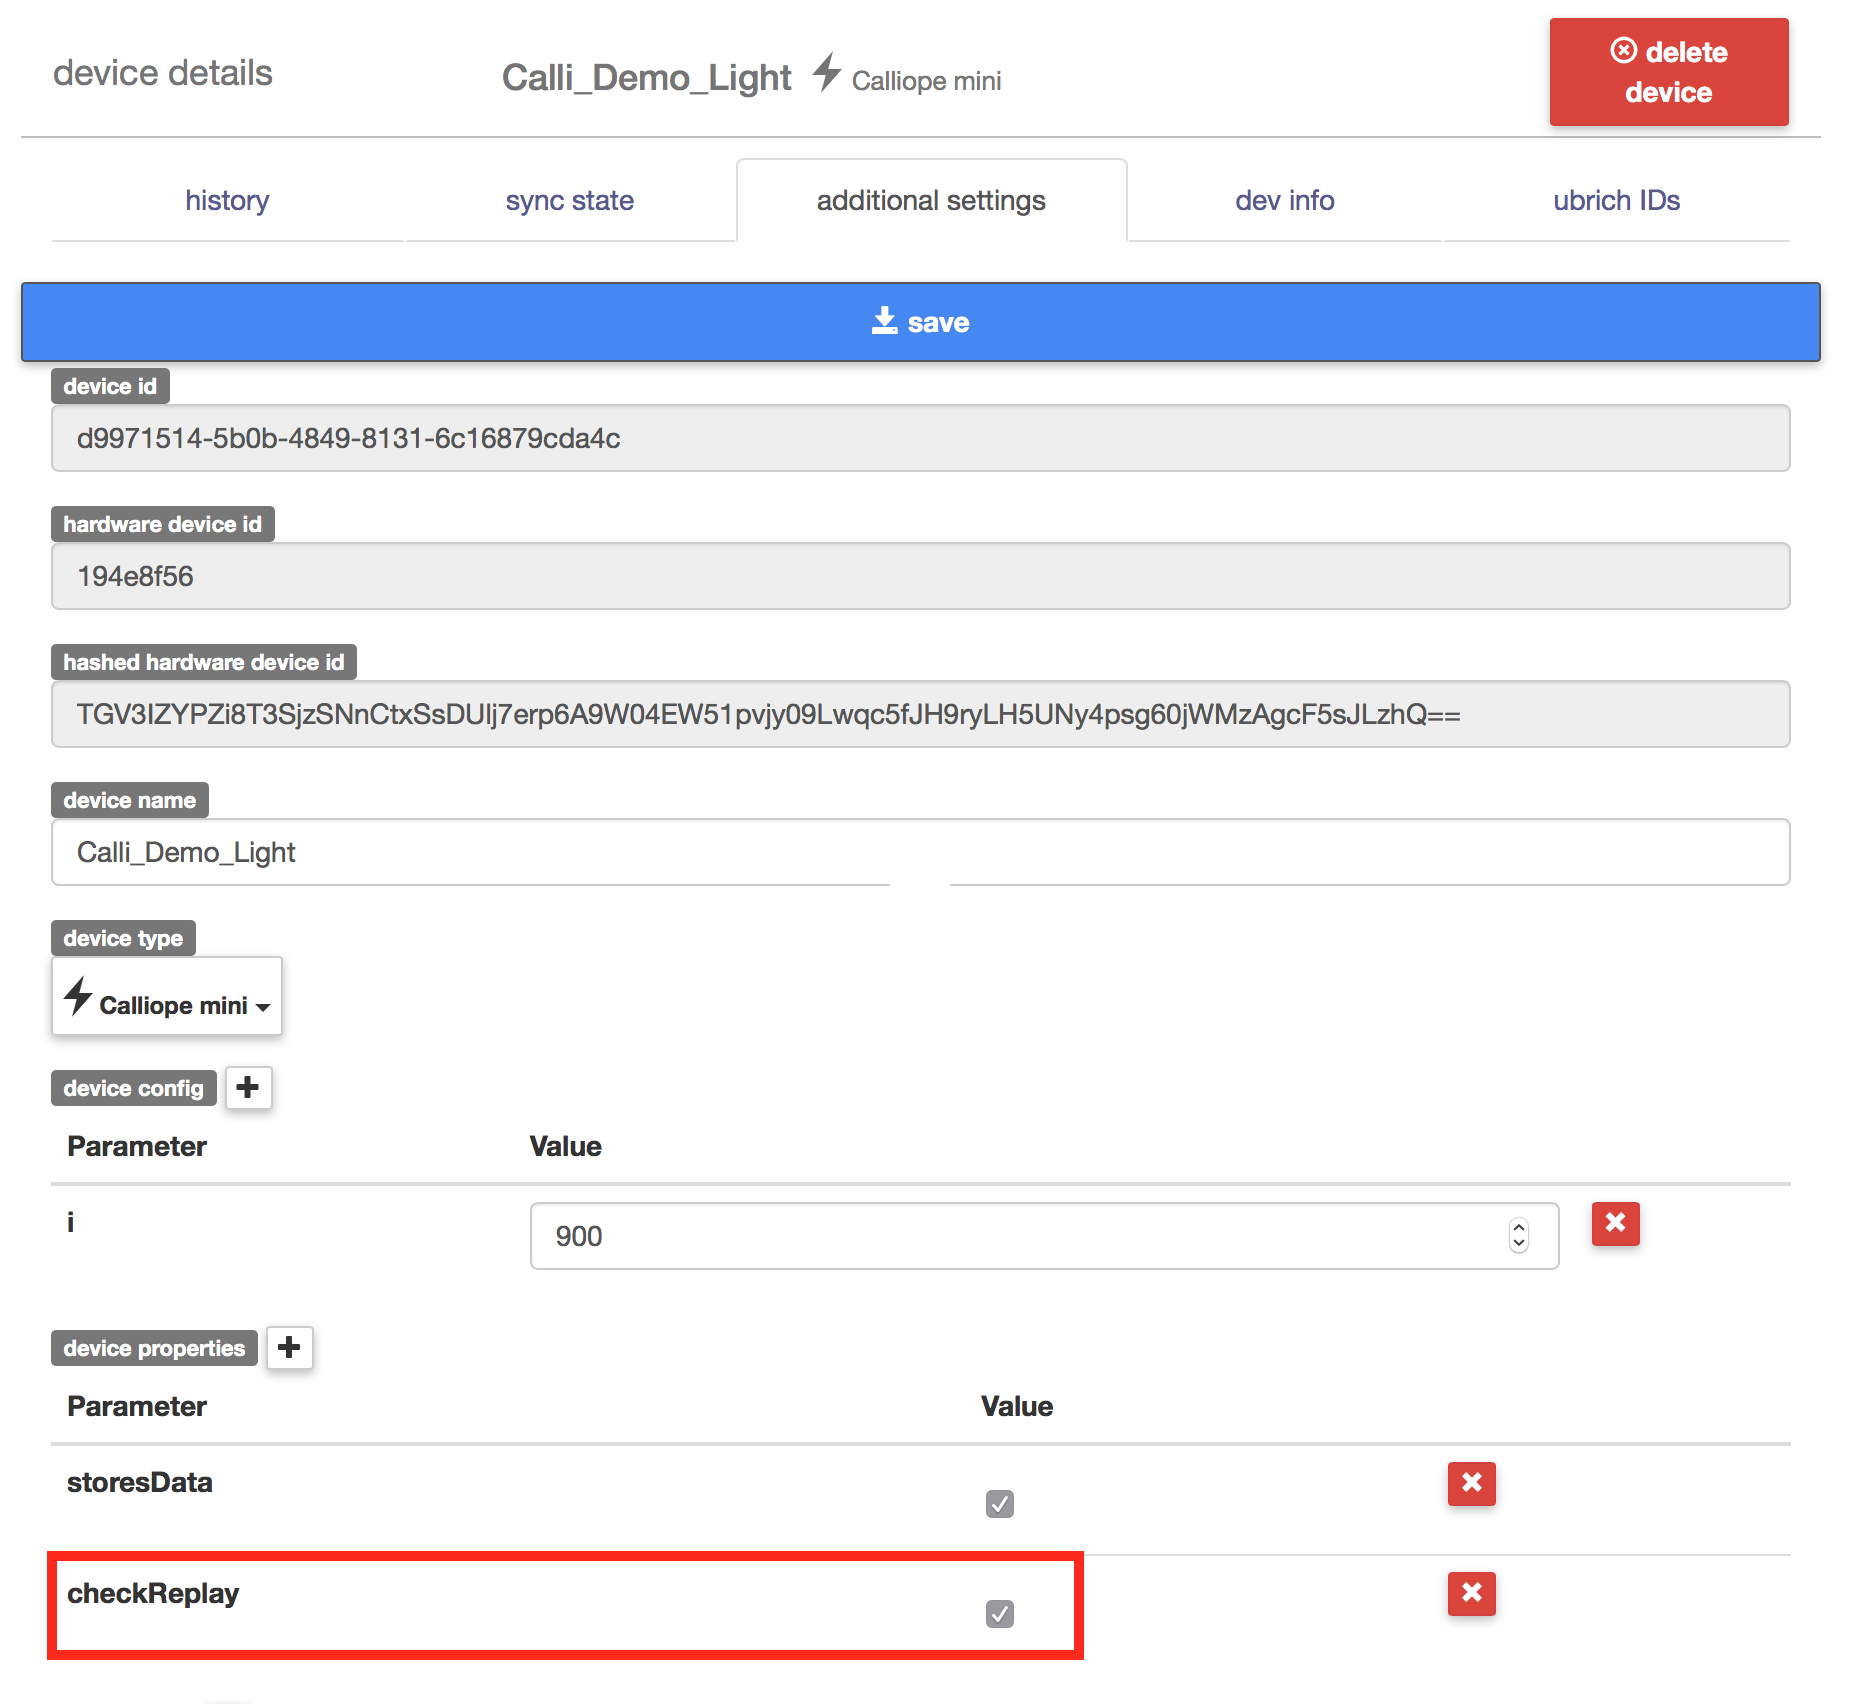 device details
Calli_Demo_Light Calliope mini
delete
device
history
sync state
additional settings
dev info
ubrich IDs
save
device id
d9971514-5b0b-4849-8131-6c16879cda4c
hardware device id
194e8f56
hashed hardware device id
TGV3IZYPZi8T3SjzSNnCtxSsDUlj7erp6A9W04EW51pvjy09Lwqc5fJH9ryLH5UNy4psg60jWMzAgcF5sJLzhQ==
device name
Calli_Demo_Light
device type
Calliope mini
device config
Parameter Value
i 900
device properties
Parameter Value
storesData
checkReplay